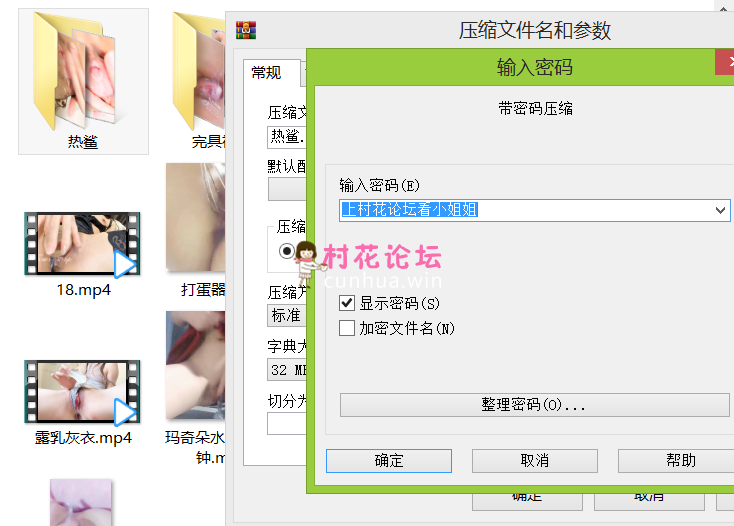 压缩文件名和参数
常规
输入密码
带密码压缩
压缩文
热鲨.
默认配
输入密码(E)
上村花论坛看小姐姐
压缩
村花论坛
cunhua.win
显示密码(S)
加密文件名(N)
压缩方
标准
字典大
32 MB
整理密码(O)...
切分为
确定
取消
帮助
确定
取消
热鲨
完具
18.mp4
打蛋器
露乳灰衣.mp4
玛奇朵水
钟.m